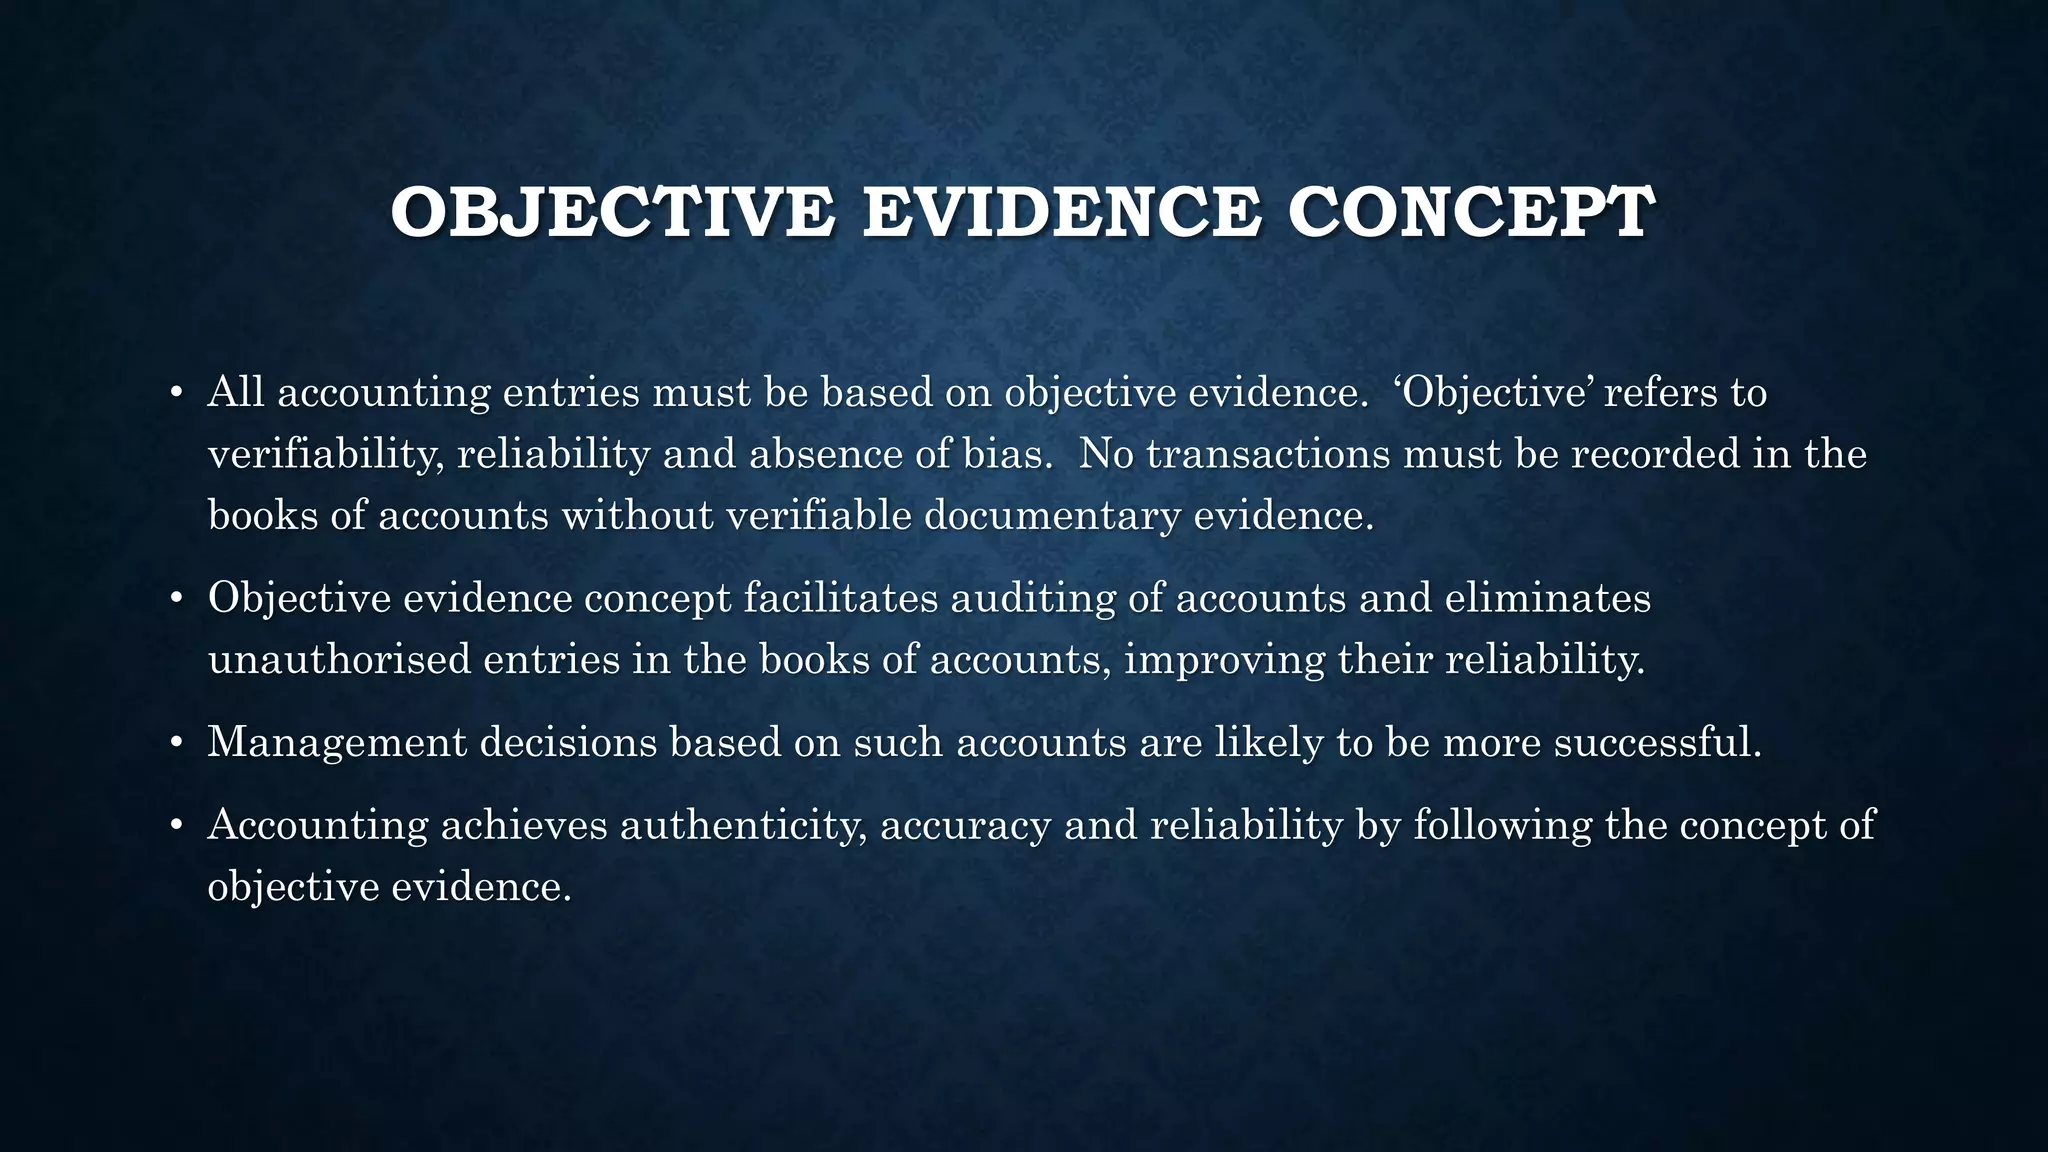 OBJECTIVE EVIDENCE CONCEPT
• All accounting entries must be based on objective evidence.  ‘Objective’ refers to
verifiability, reliability and absence of bias.  No transactions must be recorded in the
books of accounts without verifiable documentary evidence.
• Objective evidence concept facilitates auditing of accounts and eliminates
unauthorised entries in the books of accounts, improving their reliability.
• Management decisions based on such accounts are likely to be more successful.
• Accounting achieves authenticity, accuracy and reliability by following the concept of
objective evidence.